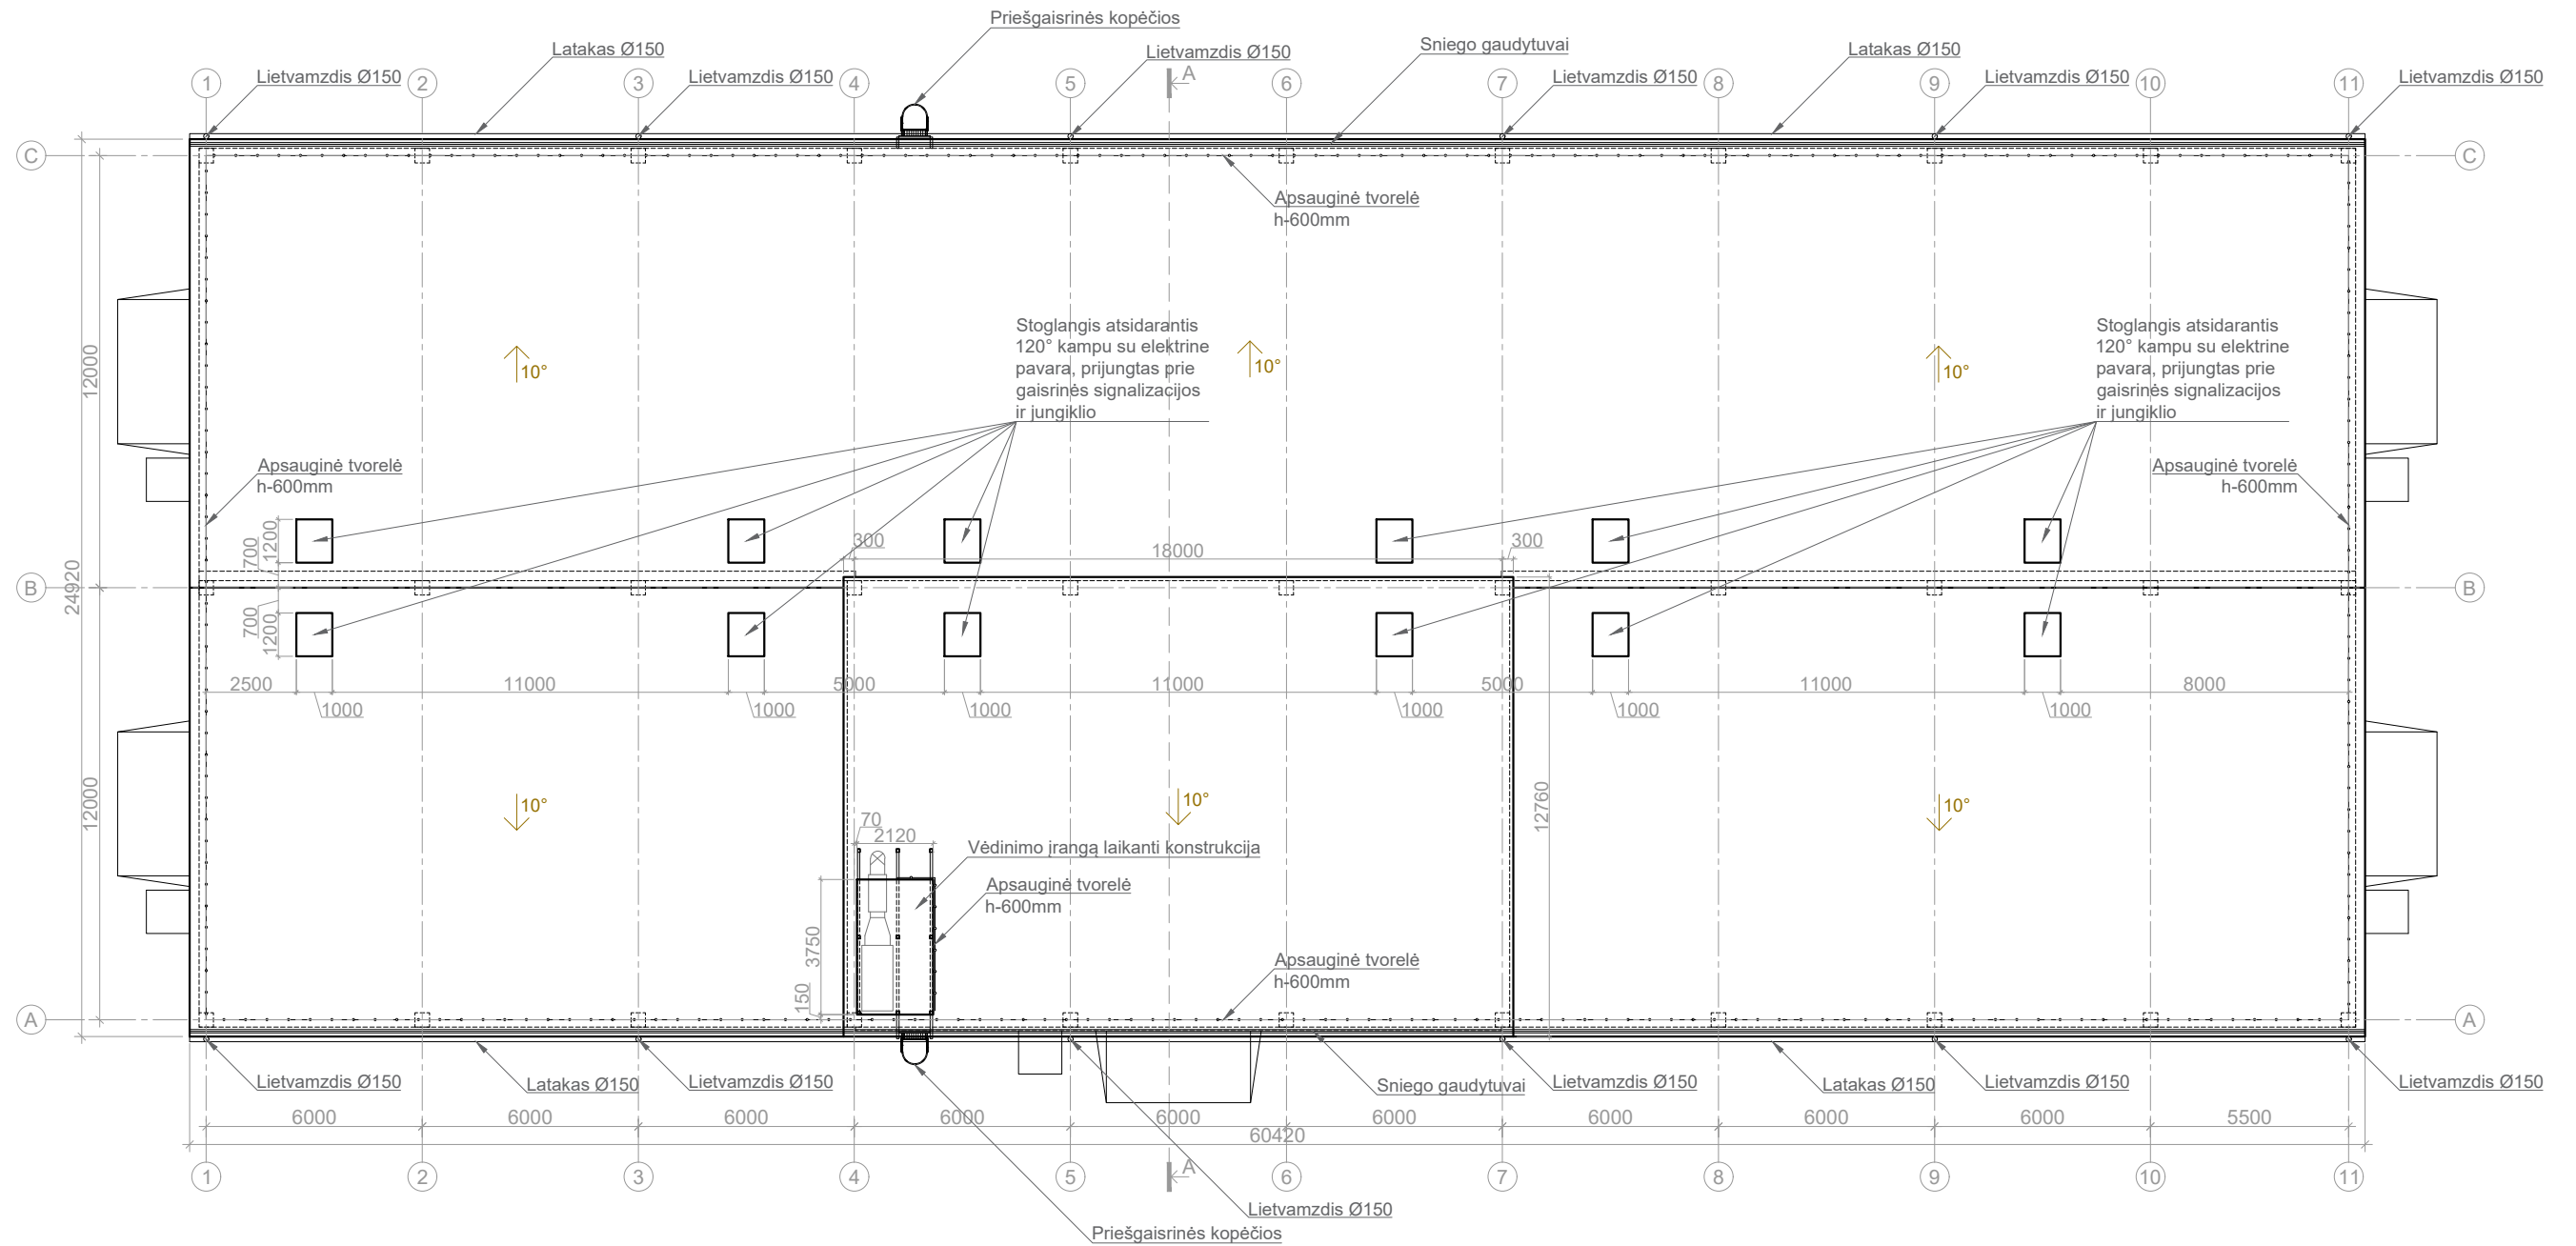 Priešgaisrinės kopėčios
Latakas Ø150
Lietvamzdis Ø150
Sniego gaudytuvai
Latakas Ø150
Lietvamzdis Ø150
Lietvamzdis Ø150
Lietvamzdis Ø150
Lietvamzdis Ø150
Lietvamzdis Ø150
A
1
2
3
4
5
6
7
8
9
10
11
C
C
Apsauginė tvorelė
h-600mm
Stoglangis atsidarantis
120° kampu su elektrine
pavara, prijungtas prie
gaisrinės signalizacijos
ir jungiklio
Stoglangis atsidarantis
120° kampu su elektrine
pavara, prijungtas prie
gaisrinės signalizacijos
ir jungiklio
12000
10°
10°
10°
Apsauginė tvorelė
h-600mm
Apsauginė tvorelė
h-600mm
1200
700
300
18000
300
24920
B
B
700
1200
2500
11000
5000
11000
5000
11000
8000
1000
1000
1000
1000
1000
1000
12000
10°
10°
10°
12760
70
2120
Vėdinimo įrangą laikanti konstrukcija
Apsauginė tvorelė
h-600mm
3750
150
Apsauginė tvorelė
h-600mm
A
A
Lietvamzdis Ø150
Latakas Ø150
Lietvamzdis Ø150
Sniego gaudytuvai
Lietvamzdis Ø150
Latakas Ø150
Lietvamzdis Ø150
Lietvamzdis Ø150
6000
6000
6000
6000
6000
6000
6000
6000
6000
5500
60420
1
2
3
4
5
A
6
7
8
9
10
11
Lietvamzdis Ø150
Priešgaisrinės kopėčios